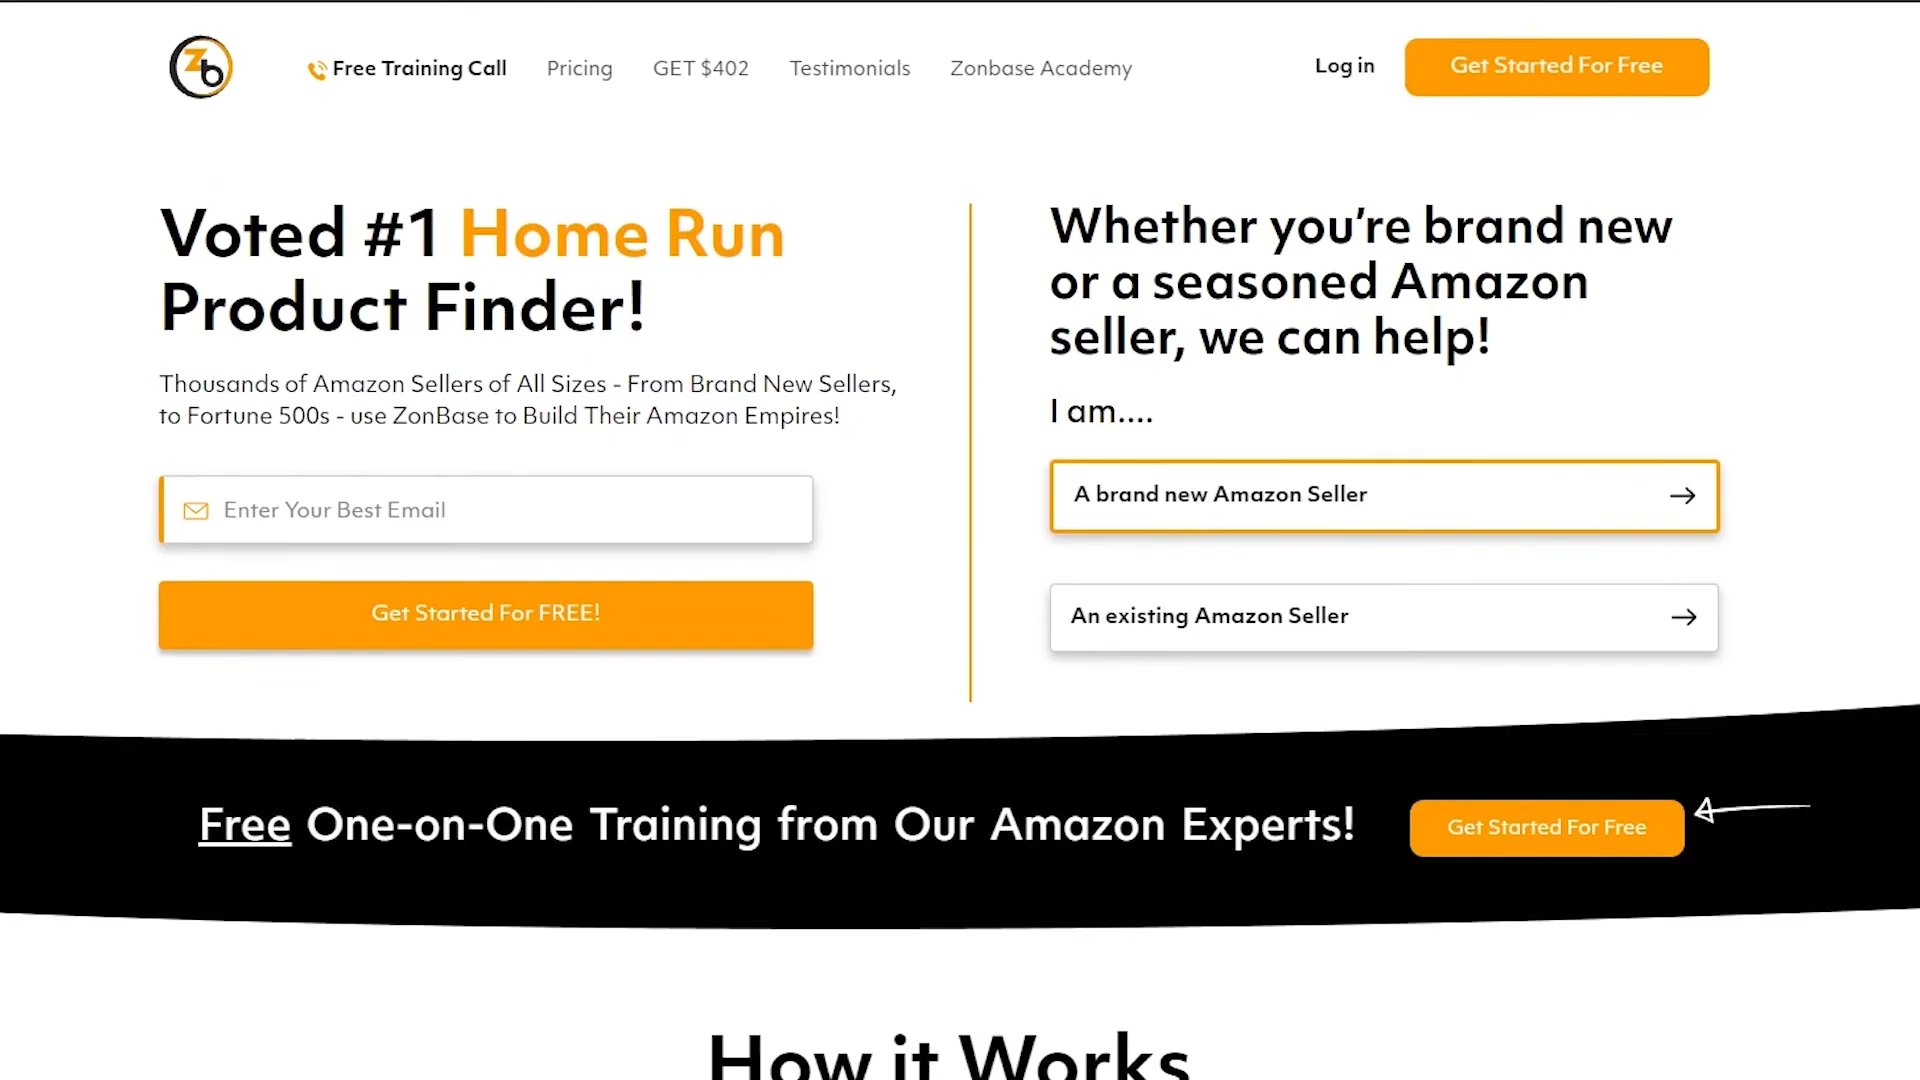 Zb
Free Training Call Pricing GET $402 Testimonials Zonbase Academy Log in Get Started For Free
Voted #1 Home Run
Product Finder!
Thousands of Amazon Sellers of All Sizes - From Brand New Sellers,
to Fortune 500s - use ZonBase to Build Their Amazon Empires!
Enter Your Best Email
Get Started For FREE!
Whether you’re brand new
or a seasoned Amazon
seller, we can help!
I am....
A brand new Amazon Seller
An existing Amazon Seller
Free One-on-One Training from Our Amazon Experts!
Get Started For Free
How it Works